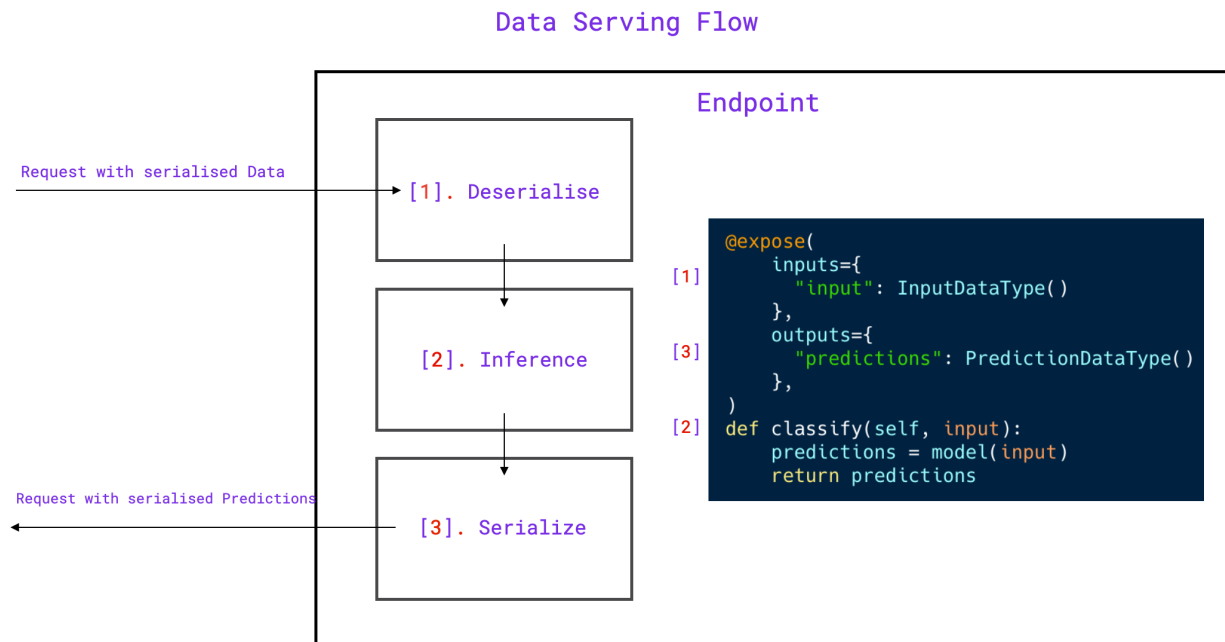 Data Serving Flow
Endpoint
Request with serialised Data
[1]. Deserialise
[2]. Inference
[3]. Serialize
Request with serialised Predictions
[1]
[3]
[2]
@expose(
    inputs={
      "input": InputDataType()
    },
    outputs={
      "predictions": PredictionDataType()
    },
)
def classify(self, input):
    predictions = model(input)
    return predictions